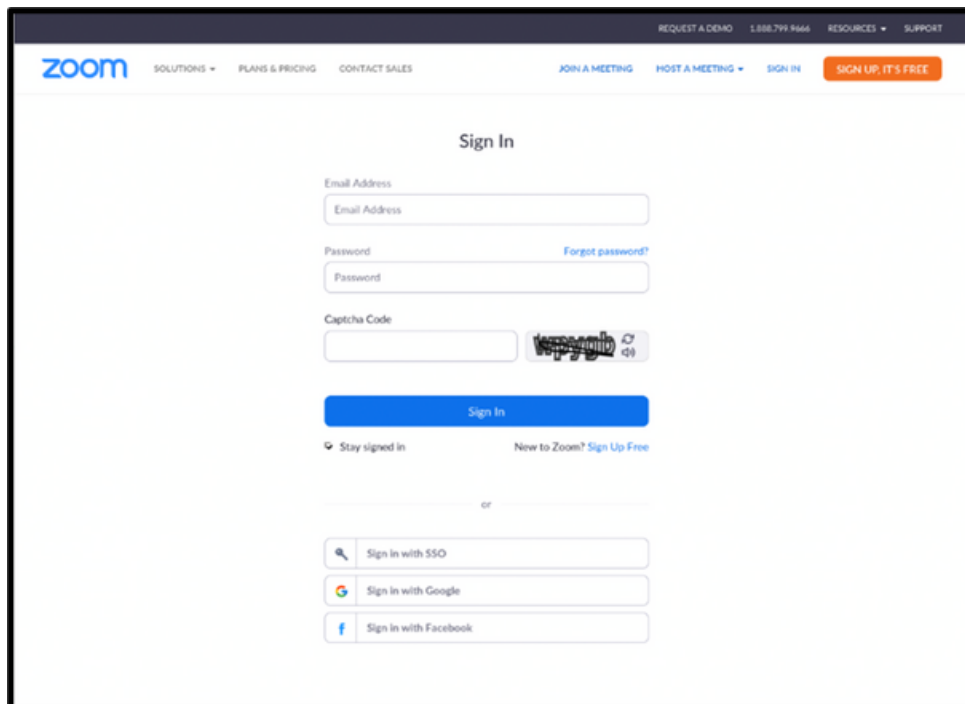 REQUEST A DEMO 1.888.799.9666 RESOURCES SUPPORT
zoom SOLUTIONS PLANS & PRICING CONTACT SALES JOIN A MEETING HOST A MEETING SIGN IN SIGN UP, IT'S FREE
Sign In
Email Address
Email Address
Password Forgot password?
Password
Captcha Code
Sign In
Stay signed in New to Zoom? Sign Up Free
or
Sign in with SSO
Sign in with Google
Sign in with Facebook